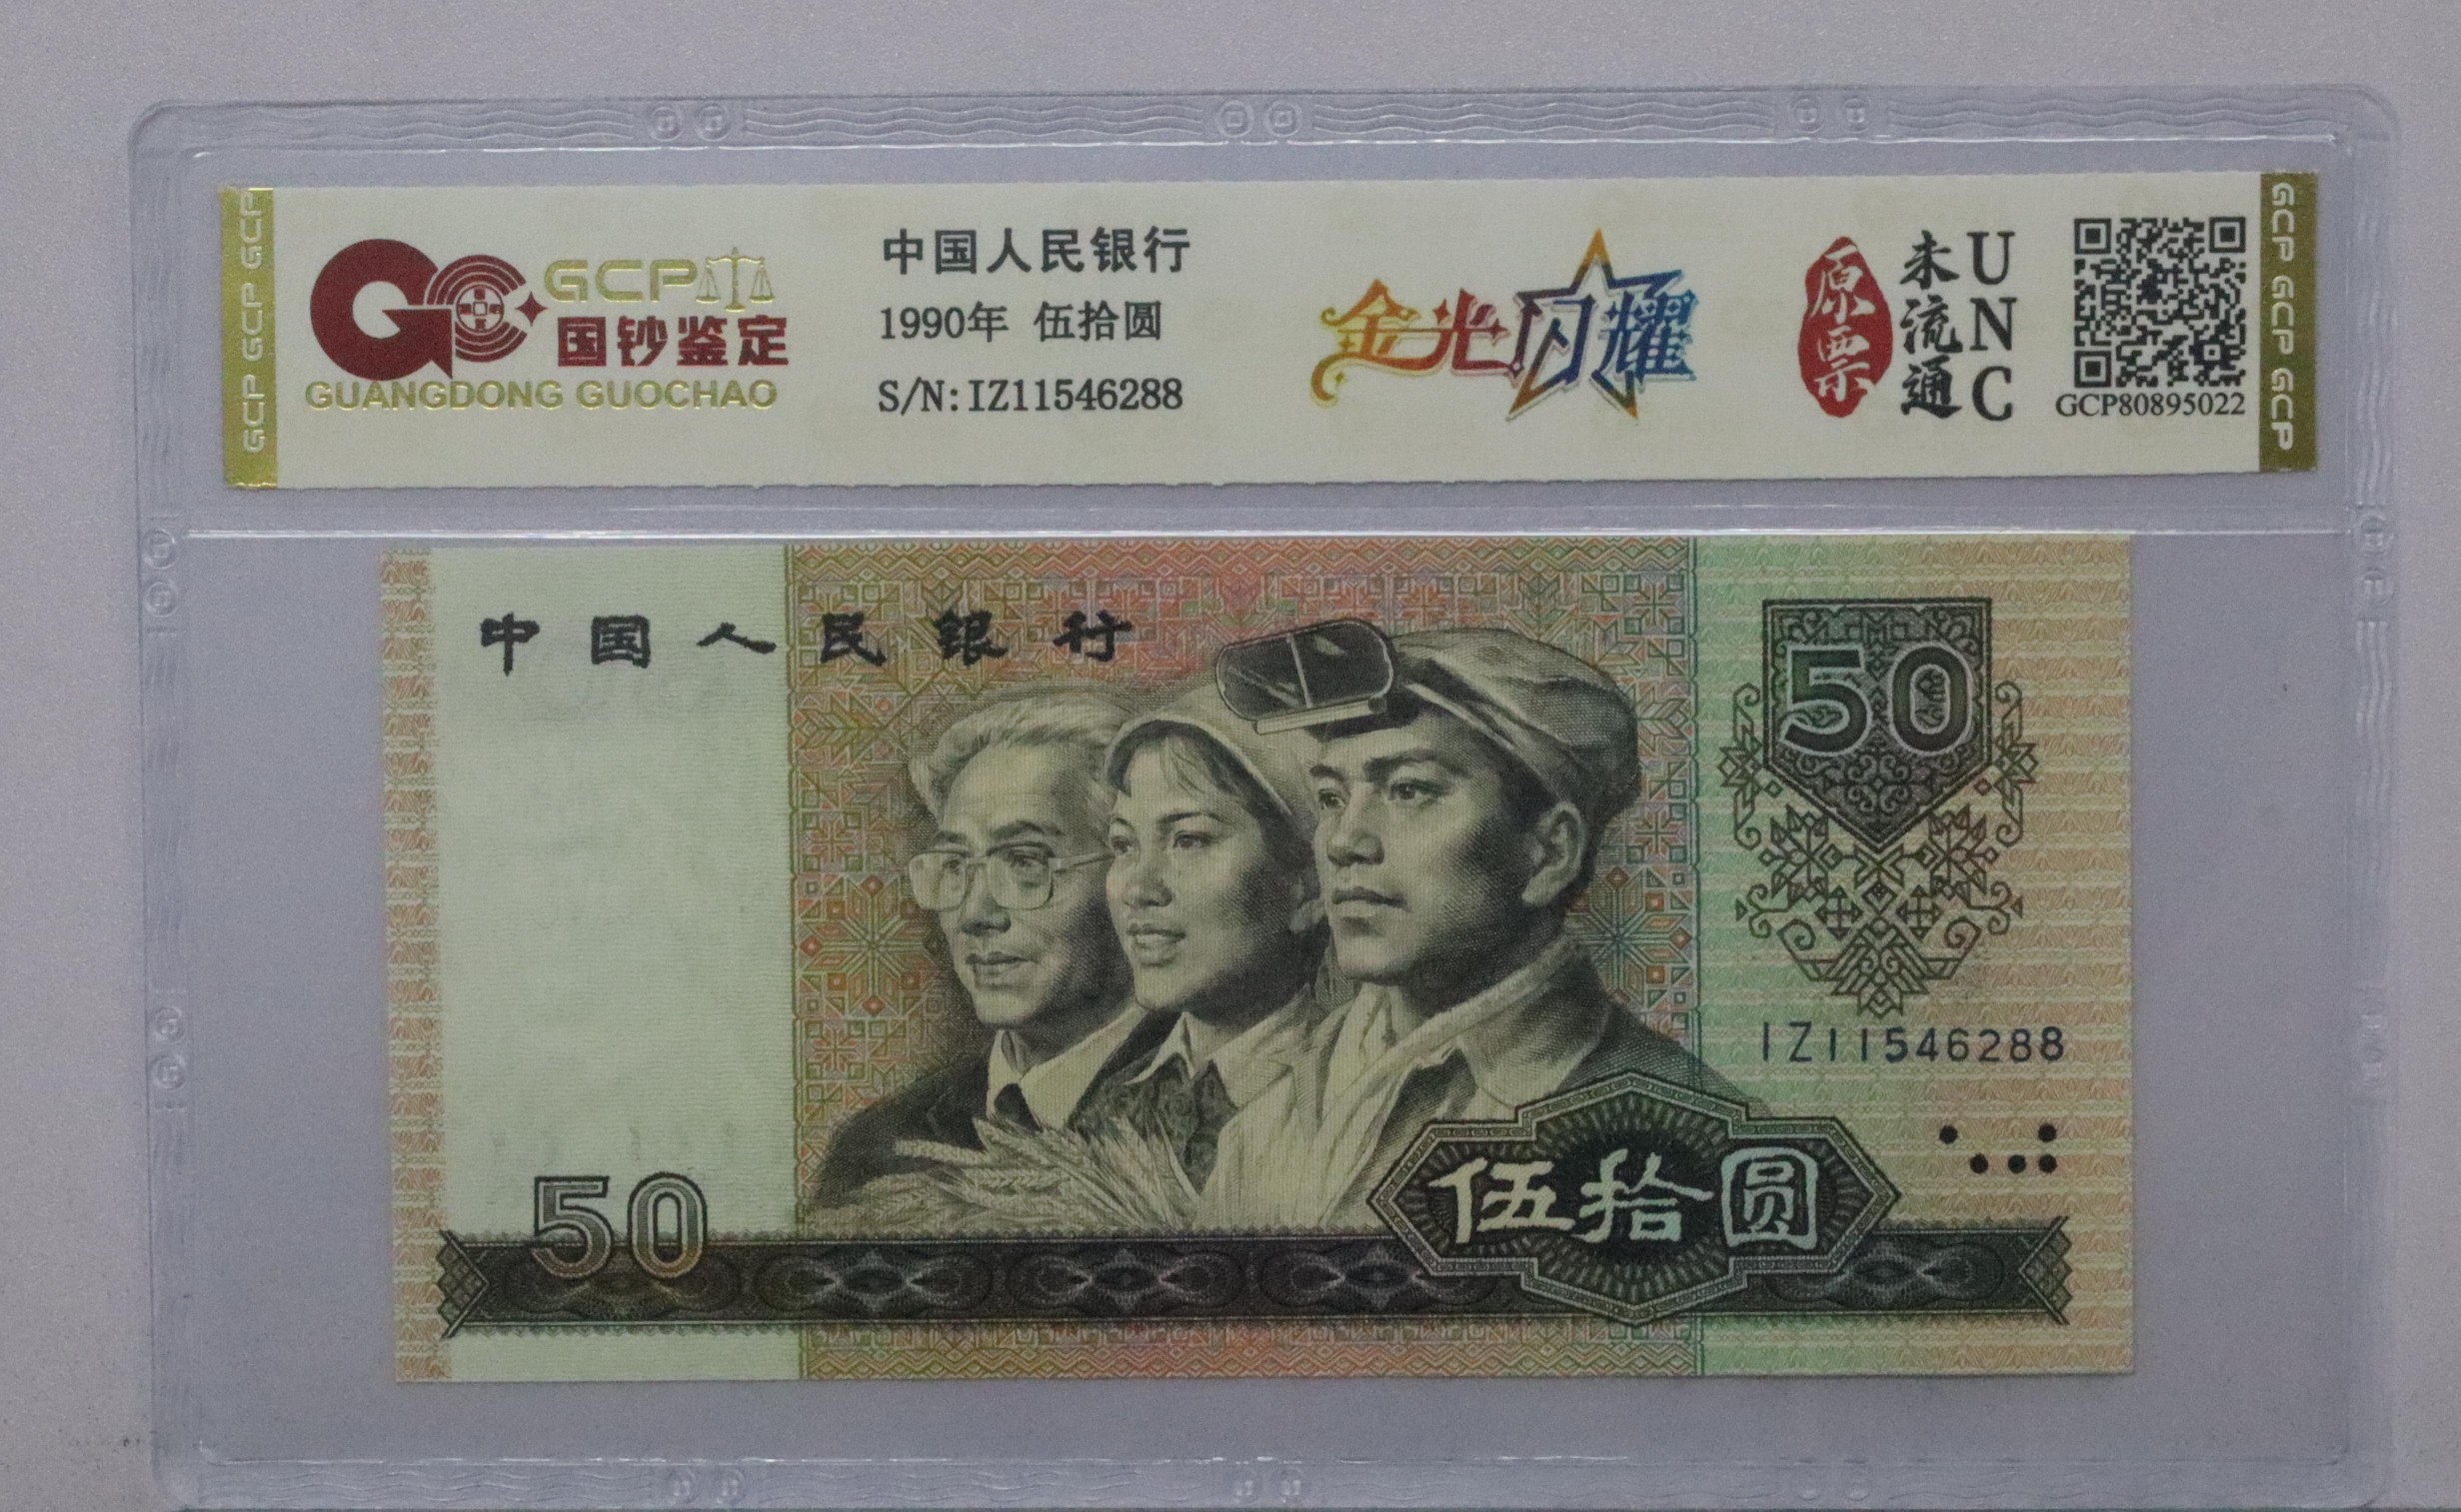 GCP GCP GCP
GCP
国钞鉴定
GUANGDONG GUOCHAO
中国人民银行
1990年 伍拾圆
S/N:IZ11546288
金光闪耀
原票
未流通
UNC
GCP80895022
GCP GCP GCP
中国人民银行
50
IZ11546288
50
伍拾圆